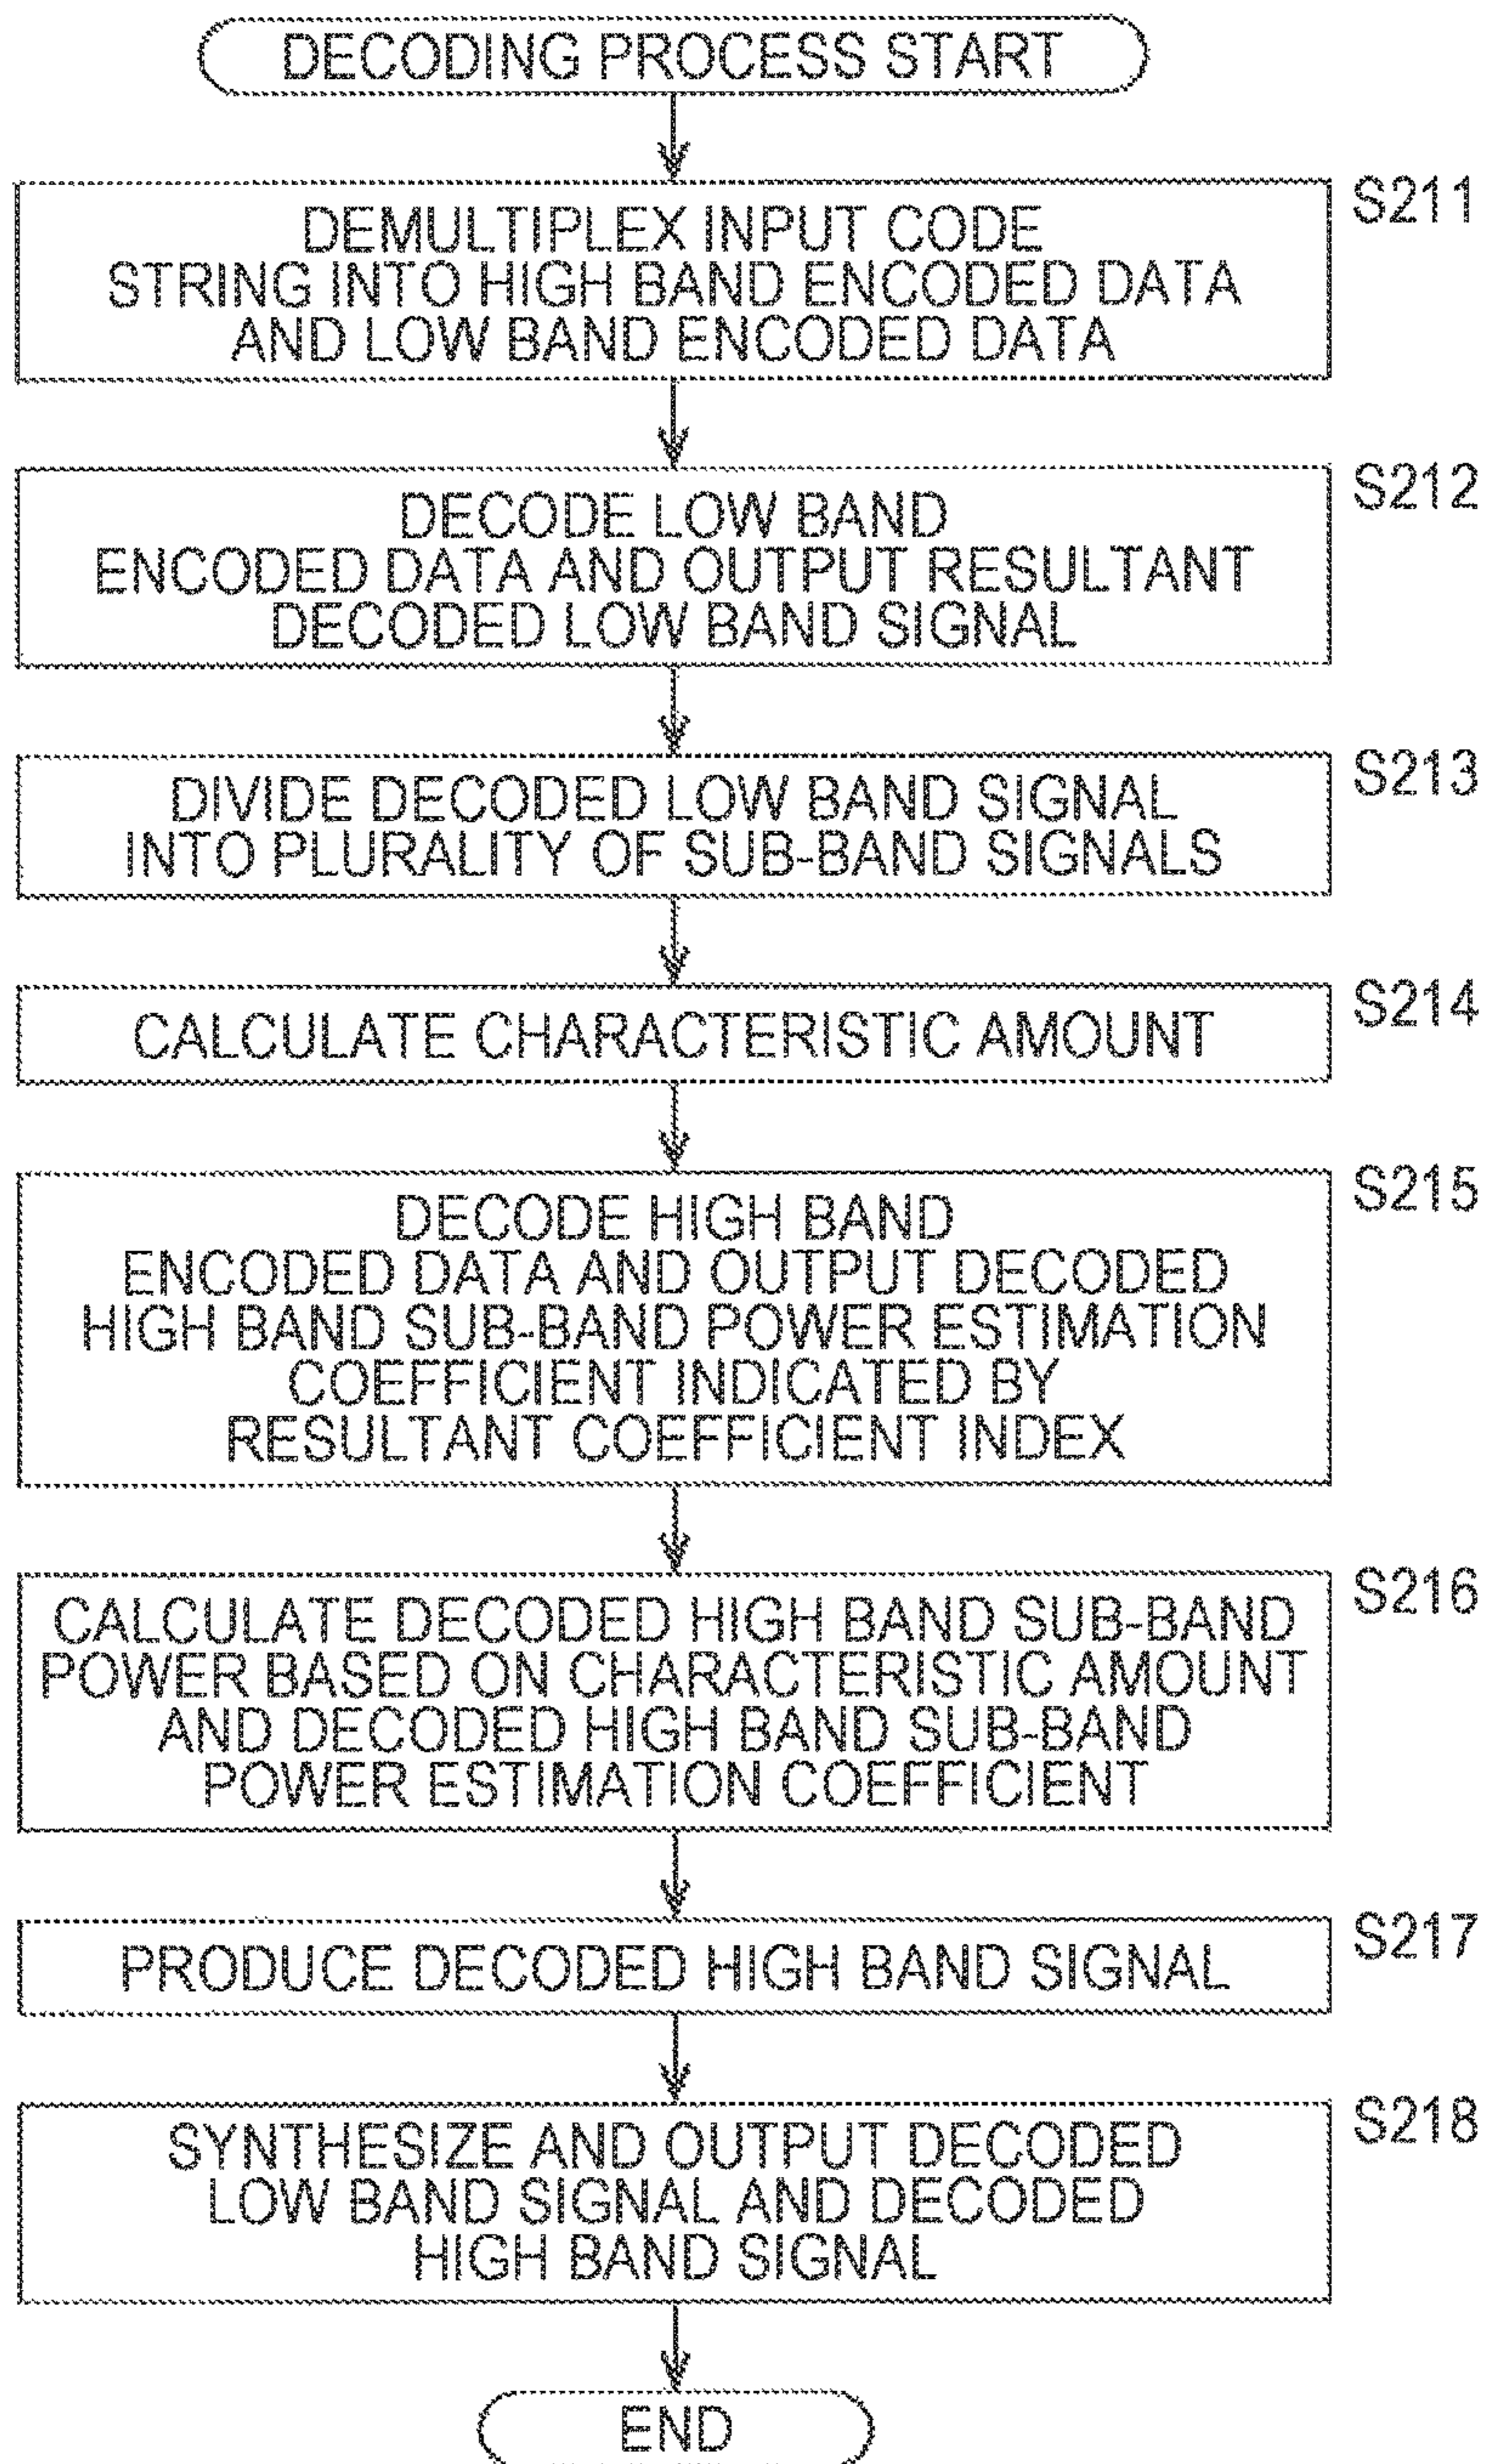 DECODING PROCESS START
S211
DEMULTIPLEX INPUT CODE
STRING INTO HIGH BAND ENCODED DATA
AND LOW BAND ENCODED DATA
S212
DECODE LOW BAND
ENCODED DATA AND OUTPUT RESULTANT
DECODED LOW BAND SIGNAL
S213
DIVIDE DECODED LOW BAND SIGNAL
INTO PLURALITY OF SUB-BAND SIGNALS
S214
CALCULATE CHARACTERISTIC AMOUNT
S215
DECODE HIGH BAND
ENCODED DATA AND OUTPUT DECODED
HIGH BAND SUB-BAND POWER ESTIMATION
COEFFICIENT INDICATED BY
RESULTANT COEFFICIENT INDEX
S216
CALCULATE DECODED HIGH BAND SUB-BAND
POWER BASED ON CHARACTERISTIC AMOUNT
AND DECODED HIGH BAND SUB-BAND
POWER ESTIMATION COEFFICIENT
S217
PRODUCE DECODED HIGH BAND SIGNAL
S218
SYNTHESIZE AND OUTPUT DECODED
LOW BAND SIGNAL AND DECODED
HIGH BAND SIGNAL
END